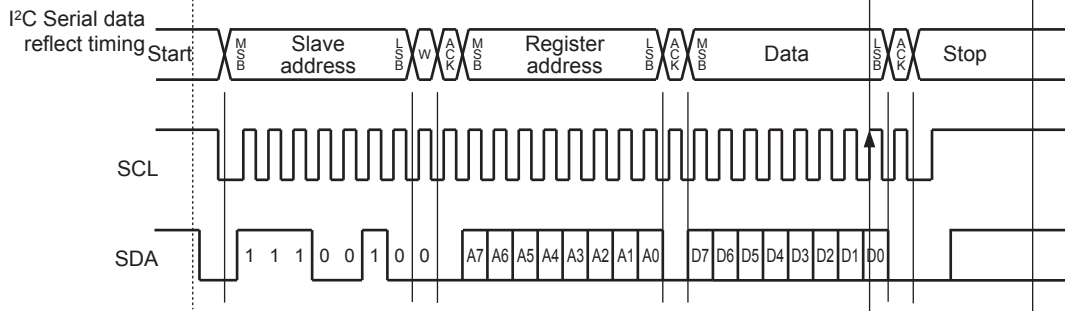 I²C Serial data
reflect timing
Start MSB Slave address LSB W ACK MSB Register address LSB ACK MSB Data LSB ACK Stop
SCL
SDA
1 1 1 0 0 1 0 0 A7 A6 A5 A4 A3 A2 A1 A0 D7 D6 D5 D4 D3 D2 D1 D0